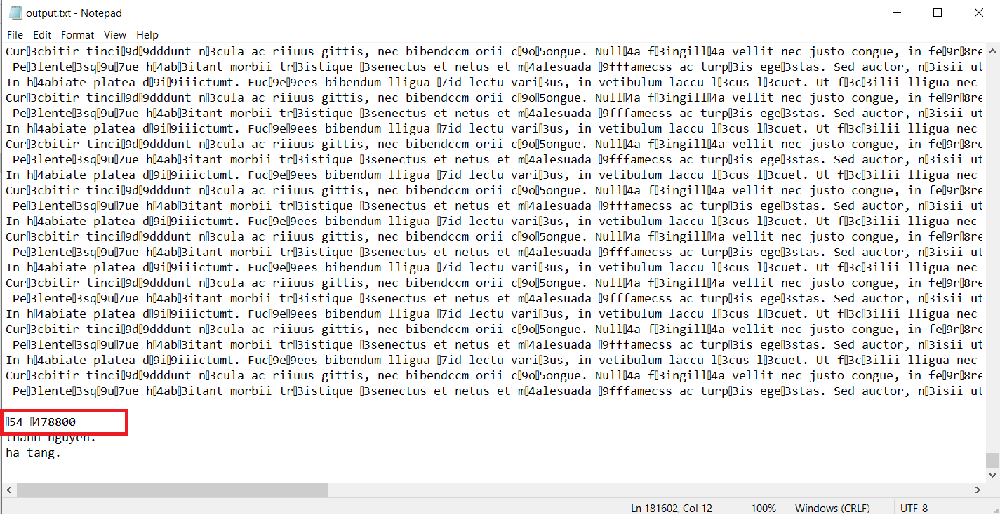 output.txt - Notepad
File Edit Format View Help
Cur▯3cbitir tinci▯9d▯9dddunt n▯3cula ac riiuus gittis, nec bibendccm orii c▯9o▯5ongue. Null▯4a f▯3ingill▯4a vellit nec justo congue, in fe▯9r▯8re
Pe▯3lente▯3sq▯9u▯7ue h▯4ab▯3itant morbii tr▯3istique ▯3senectus et netus et m▯4alesuada ▯9fffamecss ac turp▯3is ege▯3stas. Sed auctor, n▯3isii ut
In h▯4abiate platea d▯9i▯9iiictumt. Fuc▯9e▯9ees bibendum lligua ▯7id lectu vari▯3us, in vetibulum laccu l▯3cus l▯3cuet. Ut f▯3c▯3ilii lligua nec
Cur▯3cbitir tinci▯9d▯9dddunt n▯3cula ac riiuus gittis, nec bibendccm orii c▯9o▯5ongue. Null▯4a f▯3ingill▯4a vellit nec justo congue, in fe▯9r▯8re
Pe▯3lente▯3sq▯9u▯7ue h▯4ab▯3itant morbii tr▯3istique ▯3senectus et netus et m▯4alesuada ▯9fffamecss ac turp▯3is ege▯3stas. Sed auctor, n▯3isii ut
In h▯4abiate platea d▯9i▯9iiictumt. Fuc▯9e▯9ees bibendum lligua ▯7id lectu vari▯3us, in vetibulum laccu l▯3cus l▯3cuet. Ut f▯3c▯3ilii lligua nec
Cur▯3cbitir tinci▯9d▯9dddunt n▯3cula ac riiuus gittis, nec bibendccm orii c▯9o▯5ongue. Null▯4a f▯3ingill▯4a vellit nec justo congue, in fe▯9r▯8re
Pe▯3lente▯3sq▯9u▯7ue h▯4ab▯3itant morbii tr▯3istique ▯3senectus et netus et m▯4alesuada ▯9fffamecss ac turp▯3is ege▯3stas. Sed auctor, n▯3isii ut
In h▯4abiate platea d▯9i▯9iiictumt. Fuc▯9e▯9ees bibendum lligua ▯7id lectu vari▯3us, in vetibulum laccu l▯3cus l▯3cuet. Ut f▯3c▯3ilii lligua nec
Cur▯3cbitir tinci▯9d▯9dddunt n▯3cula ac riiuus gittis, nec bibendccm orii c▯9o▯5ongue. Null▯4a f▯3ingill▯4a vellit nec justo congue, in fe▯9r▯8re
Pe▯3lente▯3sq▯9u▯7ue h▯4ab▯3itant morbii tr▯3istique ▯3senectus et netus et m▯4alesuada ▯9fffamecss ac turp▯3is ege▯3stas. Sed auctor, n▯3isii ut
In h▯4abiate platea d▯9i▯9iiictumt. Fuc▯9e▯9ees bibendum lligua ▯7id lectu vari▯3us, in vetibulum laccu l▯3cus l▯3cuet. Ut f▯3c▯3ilii lligua nec
Cur▯3cbitir tinci▯9d▯9dddunt n▯3cula ac riiuus gittis, nec bibendccm orii c▯9o▯5ongue. Null▯4a f▯3ingill▯4a vellit nec justo congue, in fe▯9r▯8re
Pe▯3lente▯3sq▯9u▯7ue h▯4ab▯3itant morbii tr▯3istique ▯3senectus et netus et m▯4alesuada ▯9fffamecss ac turp▯3is ege▯3stas. Sed auctor, n▯3isii ut
In h▯4abiate platea d▯9i▯9iiictumt. Fuc▯9e▯9ees bibendum lligua ▯7id lectu vari▯3us, in vetibulum laccu l▯3cus l▯3cuet. Ut f▯3c▯3ilii lligua nec
Cur▯3cbitir tinci▯9d▯9dddunt n▯3cula ac riiuus gittis, nec bibendccm orii c▯9o▯5ongue. Null▯4a f▯3ingill▯4a vellit nec justo congue, in fe▯9r▯8re
Pe▯3lente▯3sq▯9u▯7ue h▯4ab▯3itant morbii tr▯3istique ▯3senectus et netus et m▯4alesuada ▯9fffamecss ac turp▯3is ege▯3stas. Sed auctor, n▯3isii ut
In h▯4abiate platea d▯9i▯9iiictumt. Fuc▯9e▯9ees bibendum lligua ▯7id lectu vari▯3us, in vetibulum laccu l▯3cus l▯3cuet. Ut f▯3c▯3ilii lligua nec
Cur▯3cbitir tinci▯9d▯9dddunt n▯3cula ac riiuus gittis, nec bibendccm orii c▯9o▯5ongue. Null▯4a f▯3ingill▯4a vellit nec justo congue, in fe▯9r▯8re
Pe▯3lente▯3sq▯9u▯7ue h▯4ab▯3itant morbii tr▯3istique ▯3senectus et netus et m▯4alesuada ▯9fffamecss ac turp▯3is ege▯3stas. Sed auctor, n▯3isii ut
In h▯4abiate platea d▯9i▯9iiictumt. Fuc▯9e▯9ees bibendum lligua ▯7id lectu vari▯3us, in vetibulum laccu l▯3cus l▯3cuet. Ut f▯3c▯3ilii lligua nec
Cur▯3cbitir tinci▯9d▯9dddunt n▯3cula ac riiuus gittis, nec bibendccm orii c▯9o▯5ongue. Null▯4a f▯3ingill▯4a vellit nec justo congue, in fe▯9r▯8re
Pe▯3lente▯3sq▯9u▯7ue h▯4ab▯3itant morbii tr▯3istique ▯3senectus et netus et m▯4alesuada ▯9fffamecss ac turp▯3is ege▯3stas. Sed auctor, n▯3isii ut
▯54 ▯478800
thanh nguyen.
ha tang.
Ln 181602, Col 12 100% Windows (CRLF) UTF-8